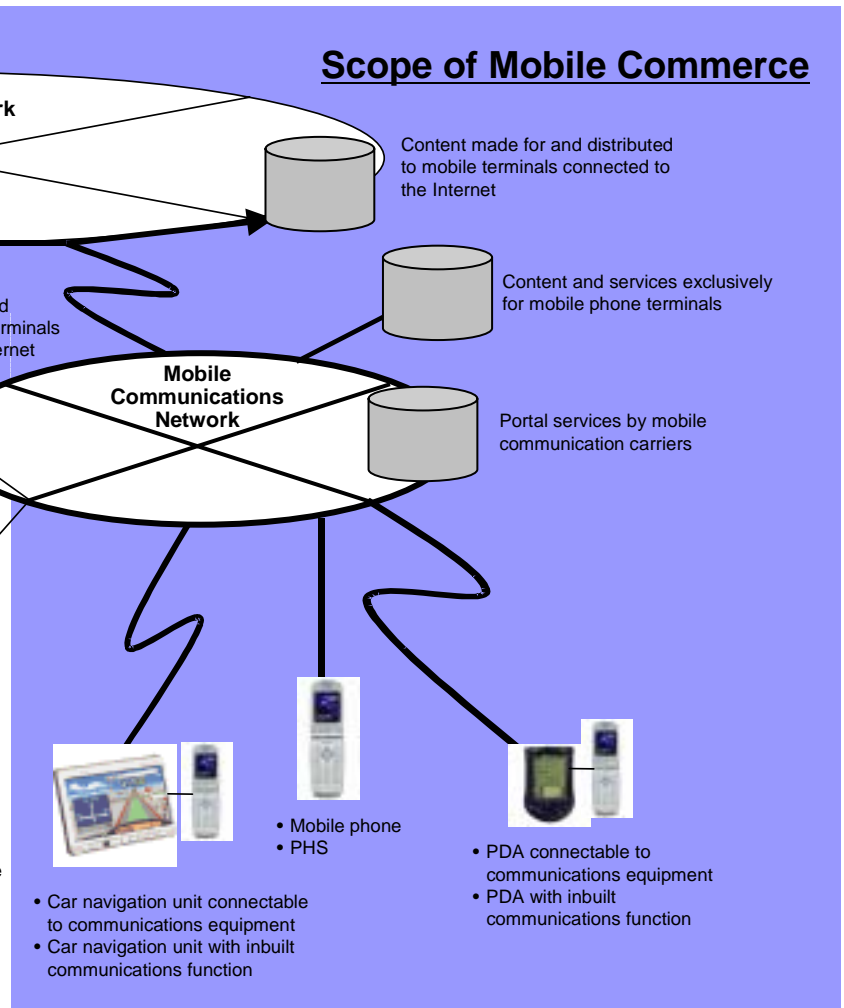 Scope of Mobile Commerce
Content made for and distributed
to mobile terminals connected to
the Internet
Content and services exclusively
for mobile phone terminals
Mobile
Communications
Network
Portal services by mobile
communication carriers
• Mobile phone
• PHS
• PDA connectable to
communications equipment
• PDA with inbuilt
communications function
• Car navigation unit connectable
to communications equipment
• Car navigation unit with inbuilt
communications function